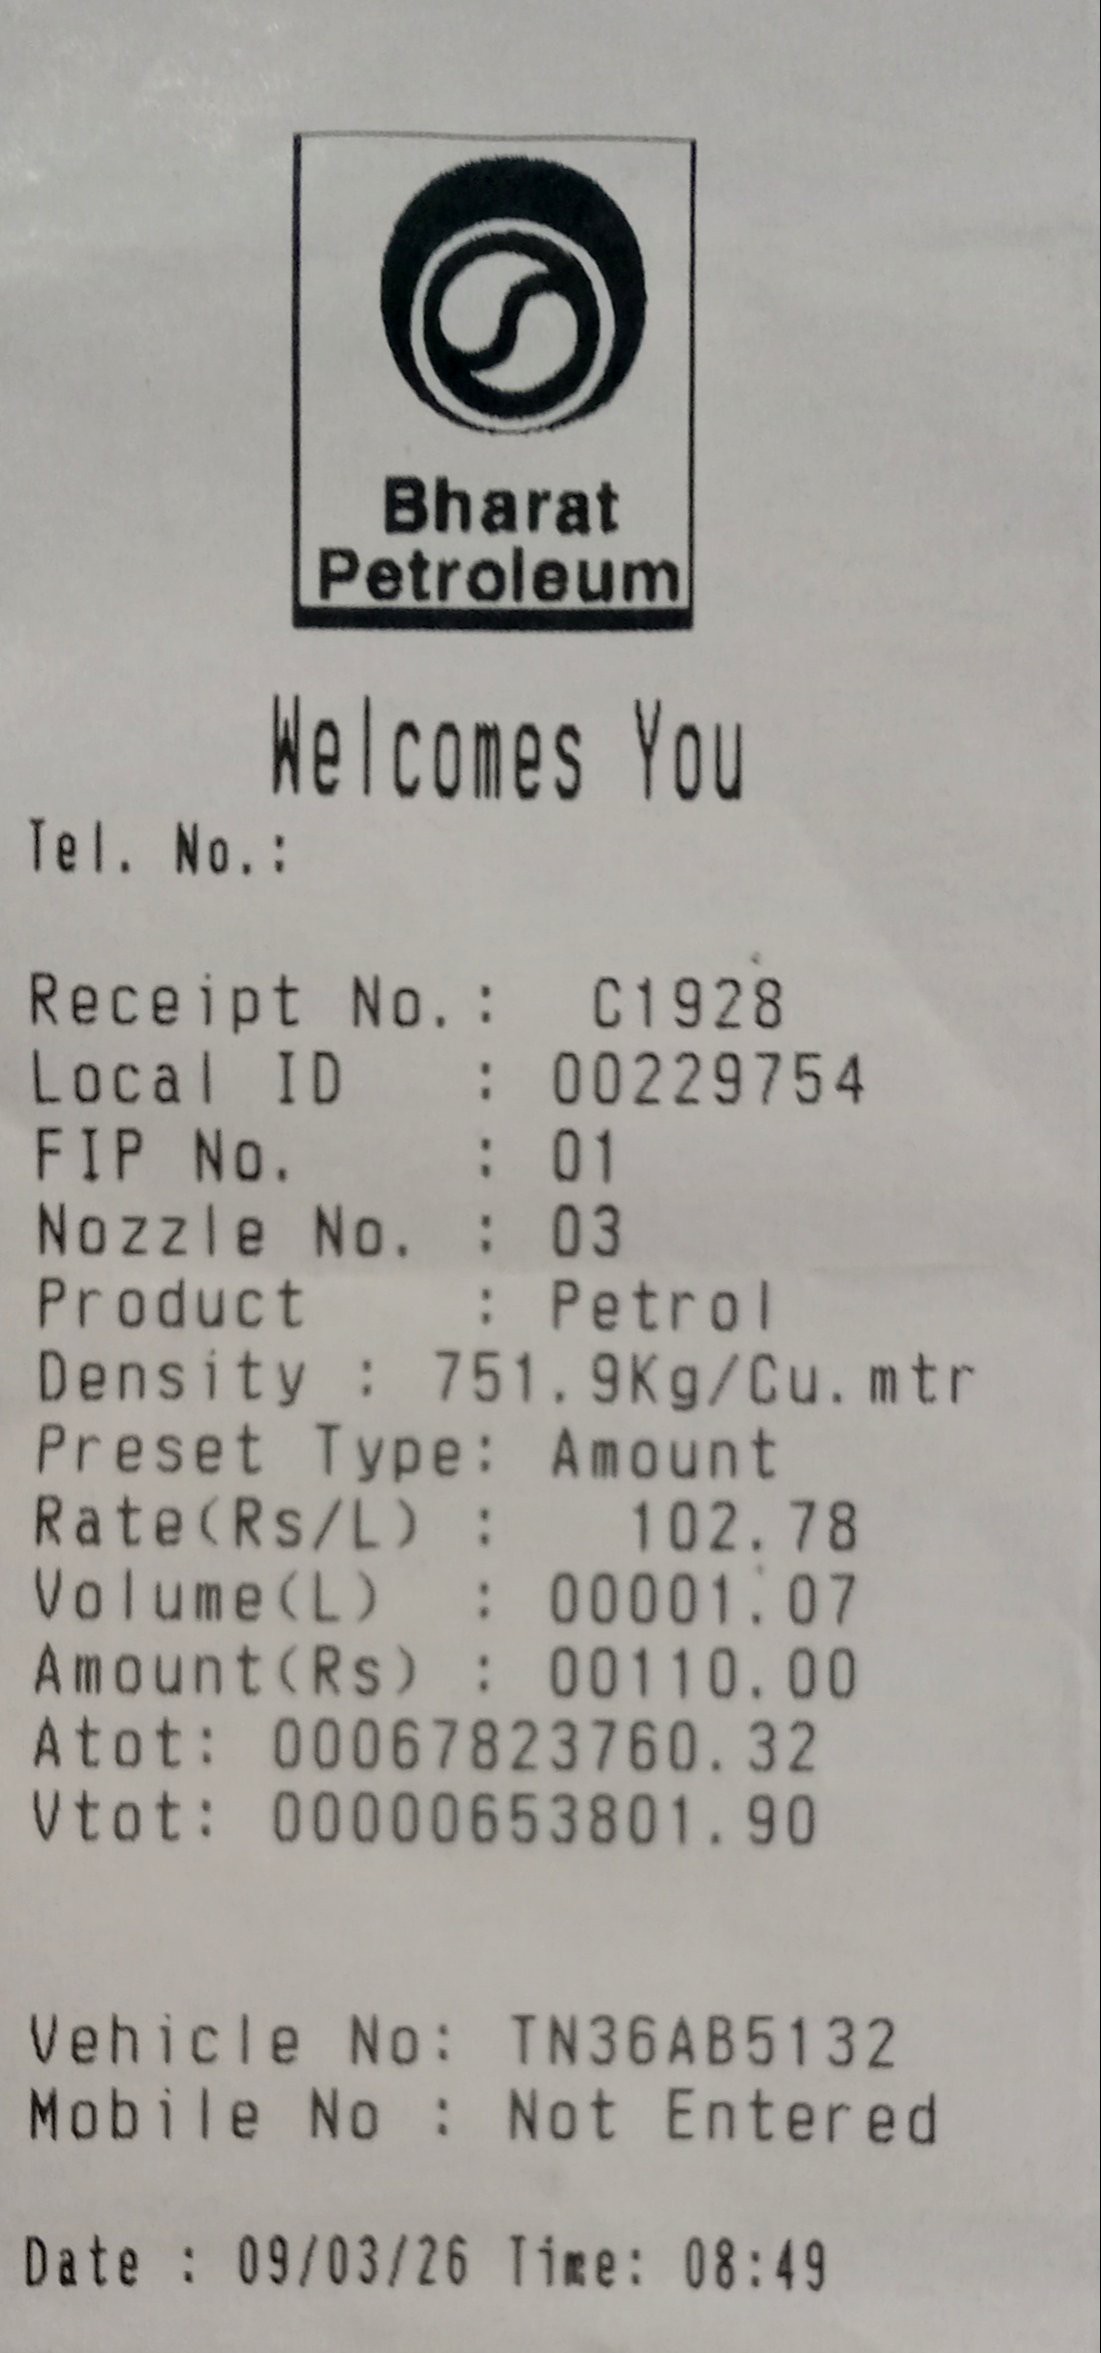 Bharat
Petroleum
Welcomes You
Tel. No.:
Receipt No.: C1928
Local ID : 00229754
FIP No. : 01
Nozzle No. : 03
Product : Petrol
Density : 751.9Kg/Cu.mtr
Preset Type: Amount
Rate(Rs/L) : 102.78
Volume(L) : 00001.07
Amount(Rs) : 00110.00
Atot: 00067823760.32
Vtot: 00000653801.90
Vehicle No: TN36AB5132
Mobile No : Not Entered
Date : 09/03/26 Time: 08:49